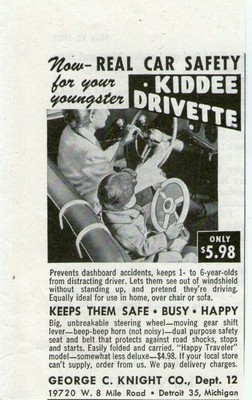 Now- REAL CAR SAFETY
for your
youngster
• KIDDEE
DRIVETTE
ONLY
$5.98
Prevents dashboard accidents, keeps 1- to 6-year-olds
from distracting driver. Lets them see out of windshield
without standing up, and pretend they're driving.
Equally ideal for use in home, over chair or sofa.
KEEPS THEM SAFE • BUSY • HAPPY
Big, unbreakable steering wheel—moving gear shift
lever—beep-beep horn (not noisy)—dual purpose safety
seat and belt that protects against road shocks, stops
and starts. Easily folded and carried. "Happy Traveler"
model—somewhat less deluxe—$4.98. If your local store
can't supply, order from us. We pay delivery charges.
GEORGE C. KNIGHT CO., Dept. 12
19720 W. 8 Mile Road • Detroit 35, Michigan